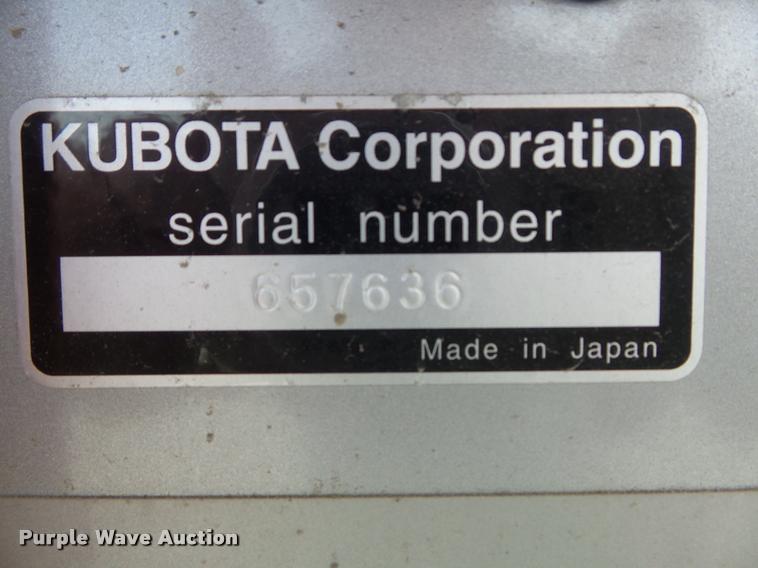 KUBOTA Corporation
serial number
657636
Made in Japan
Purple Wave Auction